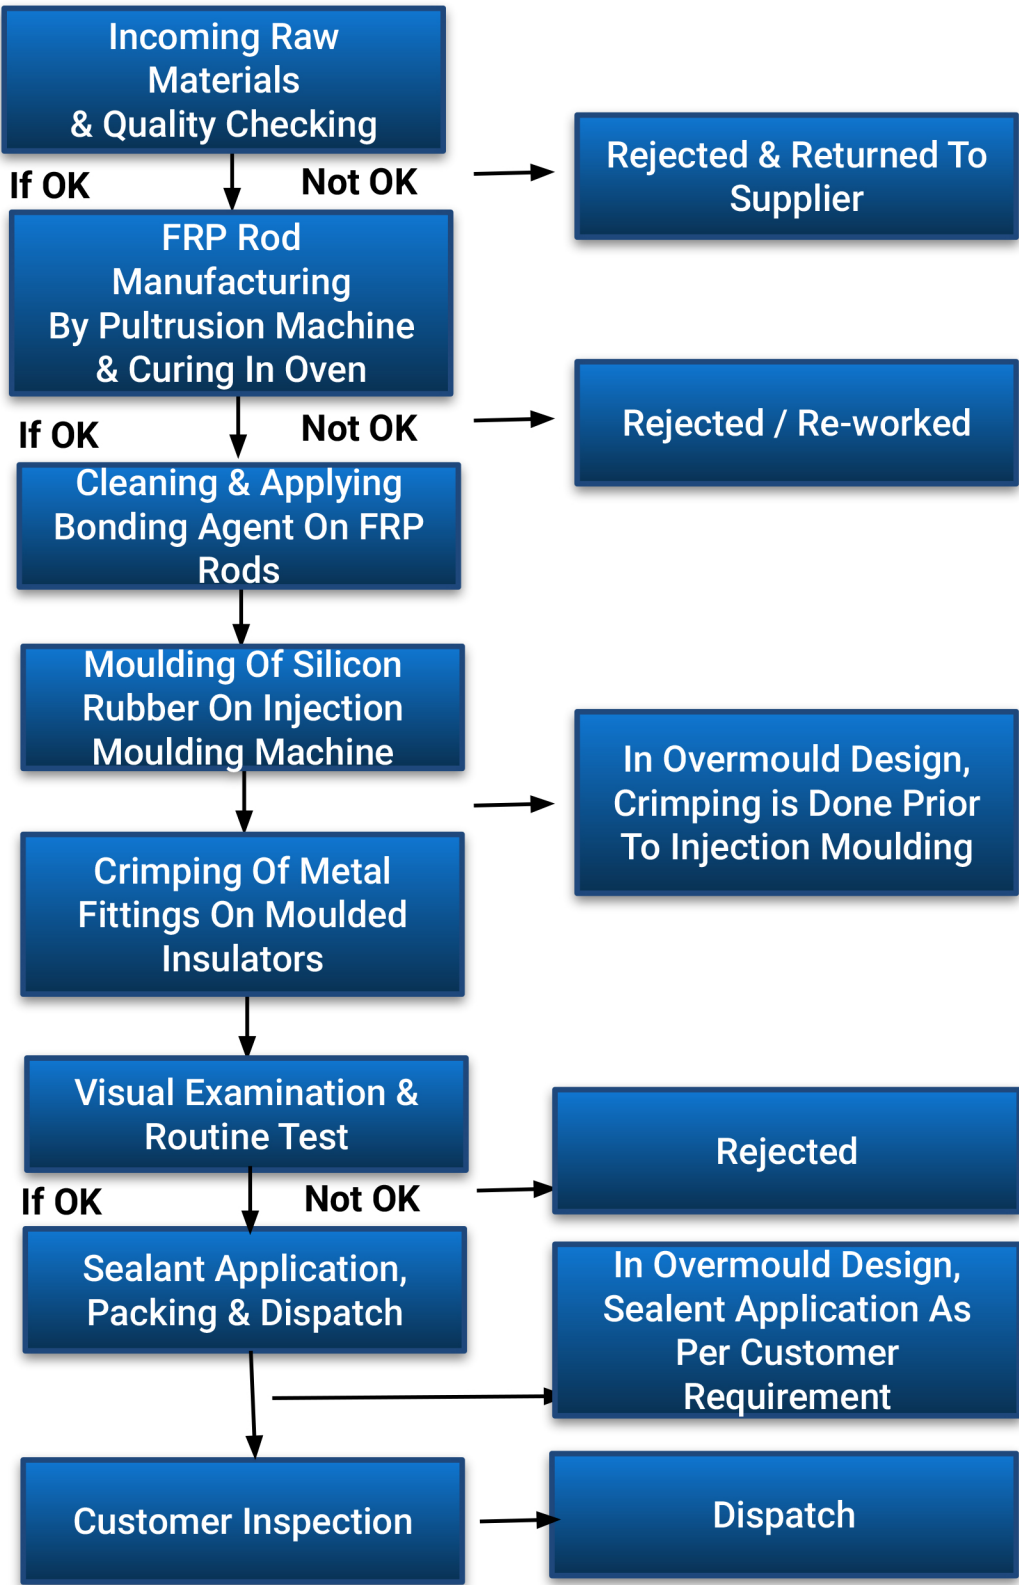 Incoming Raw
Materials
& Quality Checking
If OK
Not OK
Rejected & Returned To
Supplier
FRP Rod
Manufacturing
By Pultrusion Machine
& Curing In Oven
If OK
Not OK
Rejected / Re-worked
Cleaning & Applying
Bonding Agent On FRP
Rods
Moulding Of Silicon
Rubber On Injection
Moulding Machine
In Overmould Design,
Crimping is Done Prior
To Injection Moulding
Crimping Of Metal
Fittings On Moulded
Insulators
Visual Examination &
Routine Test
If OK
Not OK
Rejected
Sealant Application,
Packing & Dispatch
In Overmould Design,
Sealent Application As
Per Customer
Requirement
Customer Inspection
Dispatch